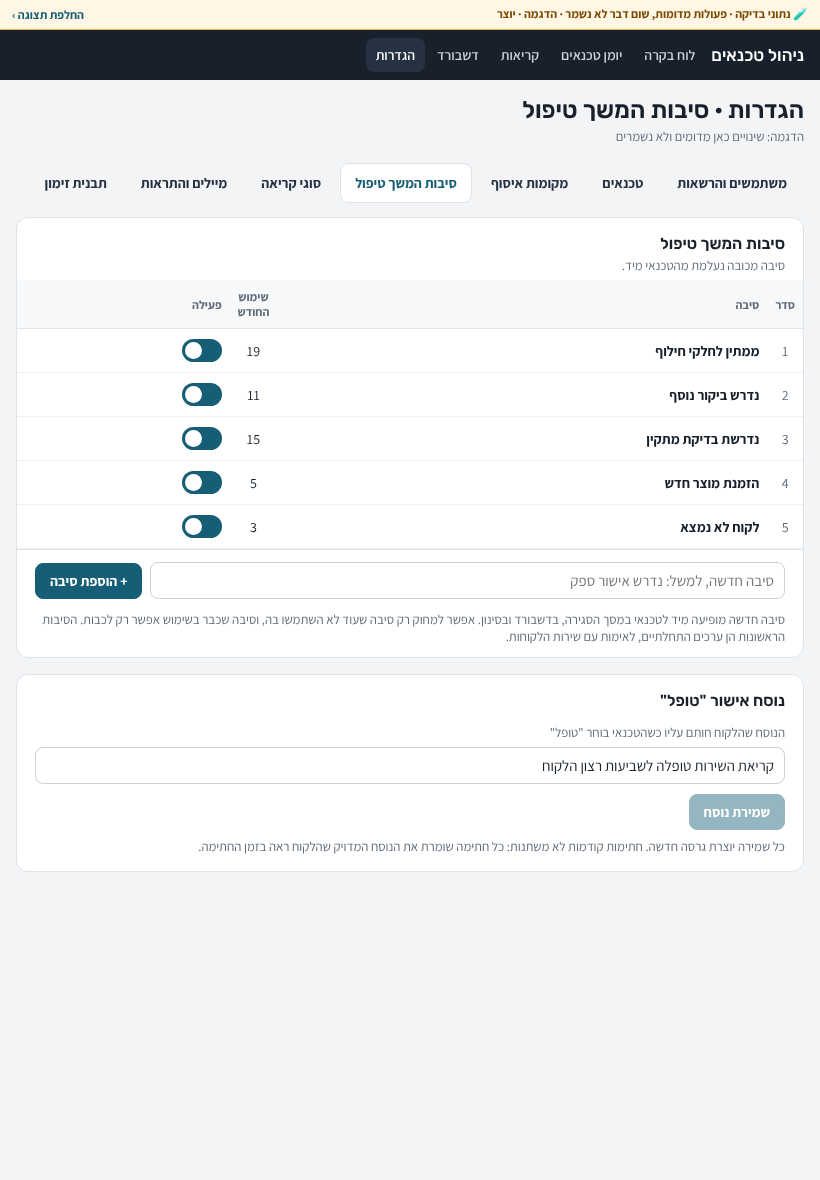 🧪 נתוני בדיקה · פעולות מדומות, שום דבר לא נשמר · הדגמה · יוצר
החלפת תצוגה ›
ניהול טכנאים
לוח בקרה
יומן טכנאים
קריאות
דשבורד
הגדרות
הגדרות • סיבות המשך טיפול
הדגמה: שינויים כאן מדומים ולא נשמרים
משתמשים והרשאות
טכנאים
מקומות איסוף
סיבות המשך טיפול
סוגי קריאה
מיילים והתראות
תבנית זימון
סיבות המשך טיפול
סיבה מכובה נעלמת מהטכנאי מיד.
סדר
סיבה
שימוש
החודש
פעילה
1 ממתין לחלקי חילוף 19
2 נדרש ביקור נוסף 11
3 נדרשת בדיקת מתקין 15
4 הזמנת מוצר חדש 5
5 לקוח לא נמצא 3
סיבה חדשה, למשל: נדרש אישור ספק
+ הוספת סיבה
סיבה חדשה מופיעה מיד לטכנאי במסך הסגירה, בדשבורד ובסינון. אפשר למחוק רק סיבה שעוד לא השתמשו בה, וסיבה שכבר בשימוש אפשר רק לכבות. הסיבות
הראשונות הן ערכים התחלתיים, לאימות עם שירות הלקוחות.
נוסח אישור "טופל"
הנוסח שהלקוח חותם עליו כשהטכנאי בוחר "טופל"
קריאת השירות טופלה לשביעות רצון הלקוח
שמירת נוסח
כל שמירה יוצרת גרסה חדשה. חתימות קודמות לא משתנות: כל חתימה שומרת את הנוסח המדויק שהלקוח ראה בזמן החתימה.